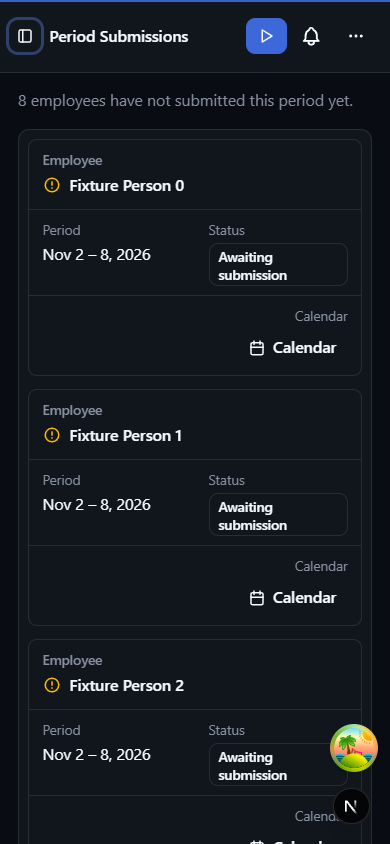 Period Submissions
8 employees have not submitted this period yet.
Employee
Fixture Person 0
Period
Status
Nov 2 – 8, 2026
Awaiting
submission
Calendar
Calendar
Employee
Fixture Person 1
Period
Status
Nov 2 – 8, 2026
Awaiting
submission
Calendar
Calendar
Employee
Fixture Person 2
Period
Status
Nov 2 – 8, 2026
Awaiting
submission
Calendar
N